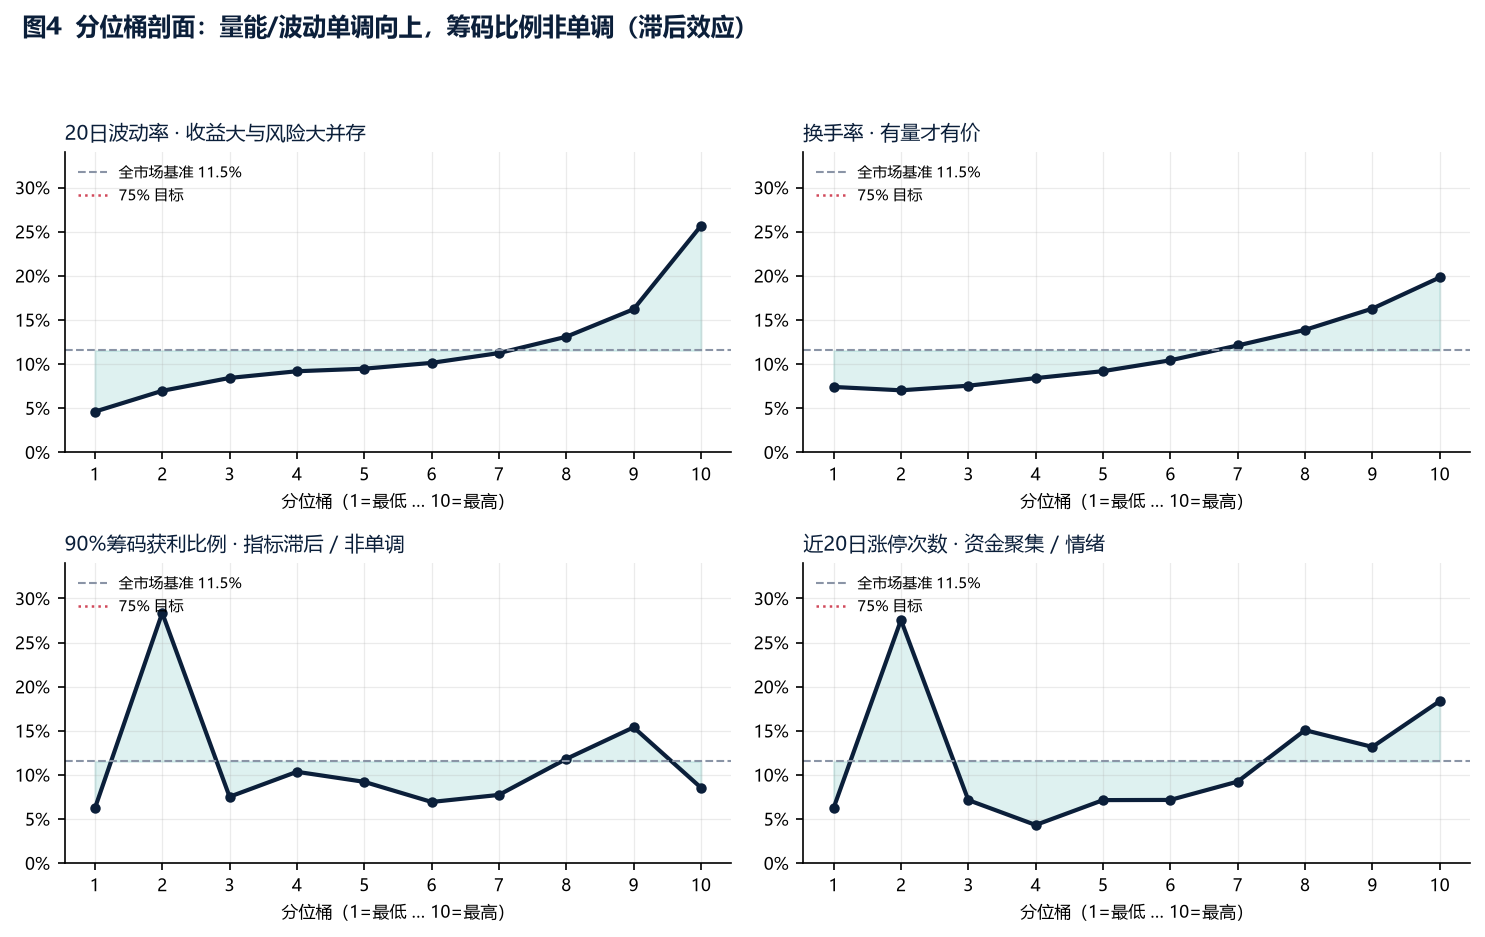 图4 分位桶剖面：量能/波动单调向上，筹码比例非单调（滞后效应）
20日波动率 · 收益大与风险大并存
全市场基准 11.5%
75% 目标
30%
25%
20%
15%
10%
5%
0%
1 2 3 4 5 6 7 8 9 10
分位桶（1=最低 ... 10=最高）
换手率 · 有量才有价
全市场基准 11.5%
75% 目标
30%
25%
20%
15%
10%
5%
0%
1 2 3 4 5 6 7 8 9 10
分位桶（1=最低 ... 10=最高）
90%筹码获利比例 · 指标滞后 / 非单调
全市场基准 11.5%
75% 目标
30%
25%
20%
15%
10%
5%
0%
1 2 3 4 5 6 7 8 9 10
分位桶（1=最低 ... 10=最高）
近20日涨停次数 · 资金聚集 / 情绪
全市场基准 11.5%
75% 目标
30%
25%
20%
15%
10%
5%
0%
1 2 3 4 5 6 7 8 9 10
分位桶（1=最低 ... 10=最高）